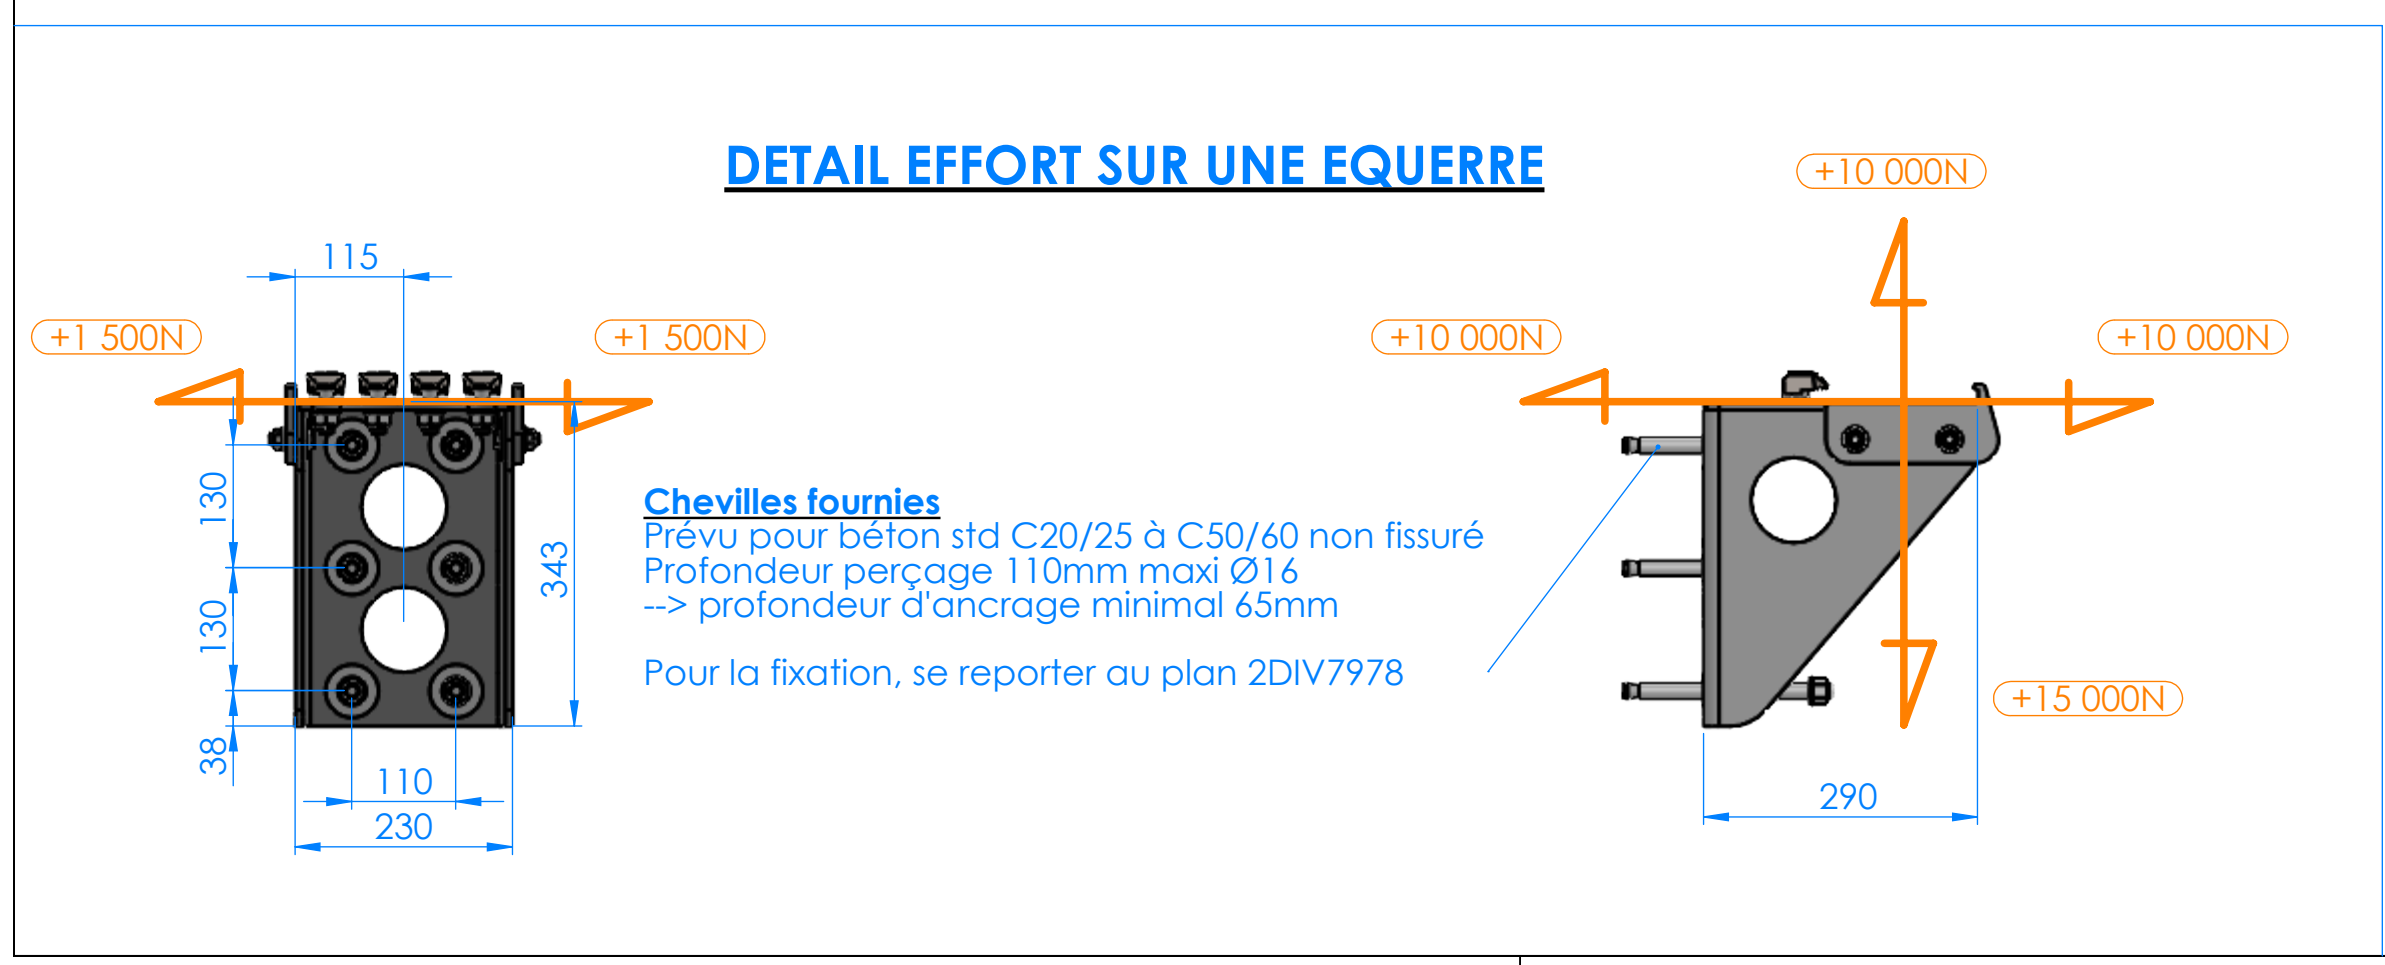 DETAIL EFFORT SUR UNE EQUERRE
+10 000N
115
+1 500N
+1 500N
+10 000N
+10 000N
130
130
38
343
110
230
Chevilles fournies
Prévu pour béton std C20/25 à C50/60 non fissuré
Profondeur perçage 110mm maxi Ø16
--> profondeur d'ancrage minimal 65mm
Pour la fixation, se reporter au plan 2DIV7978
+15 000N
290